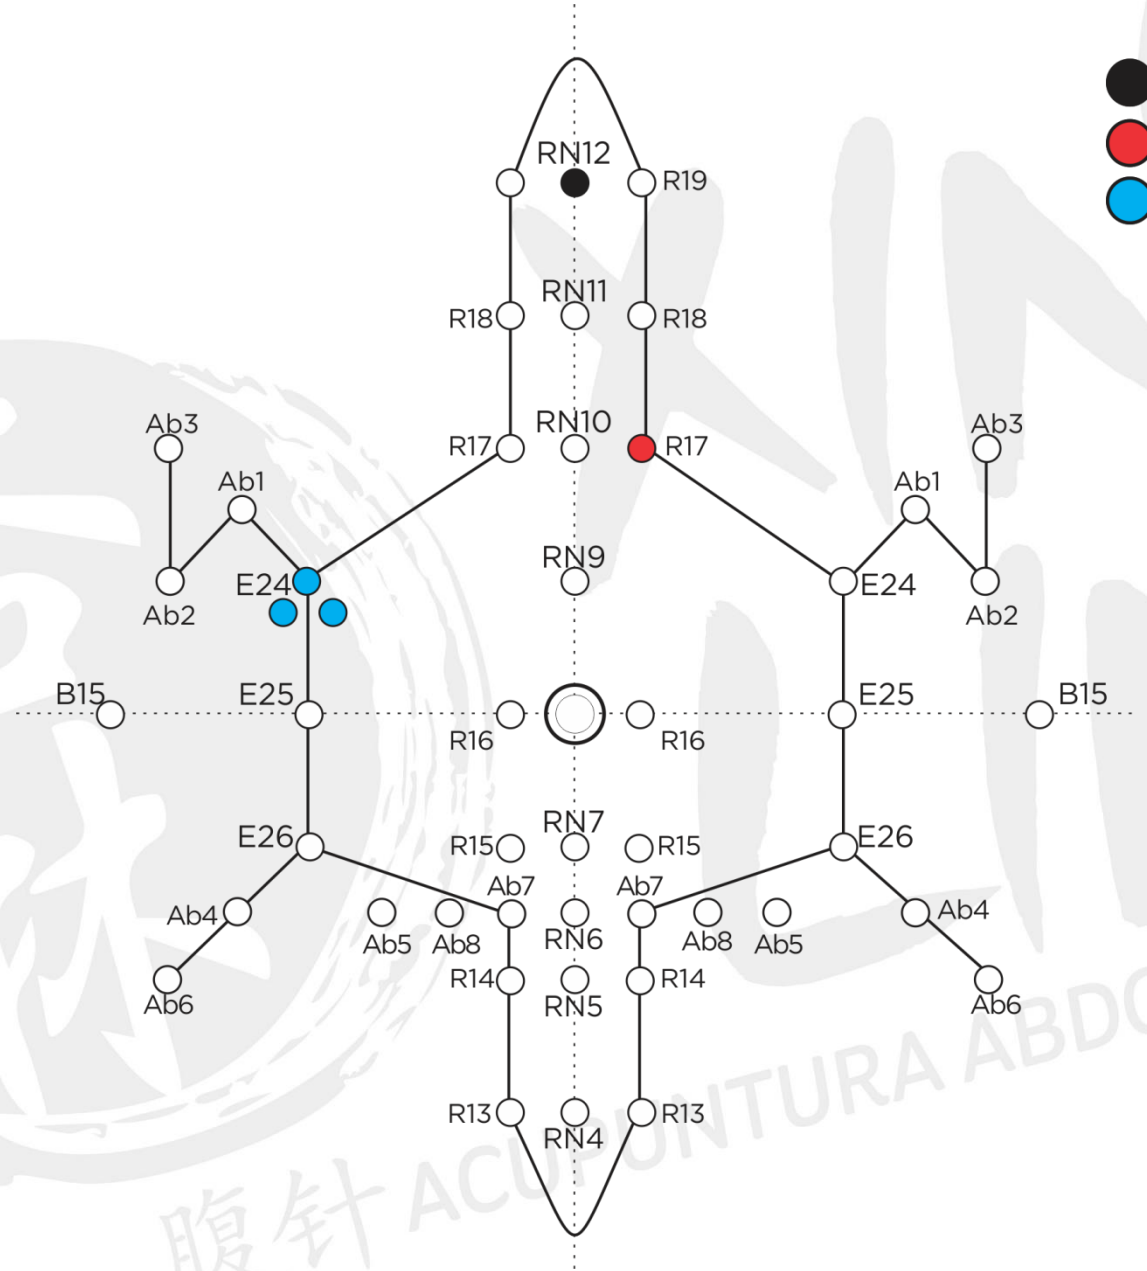 RN12
R19
RN11
R18
R18
Ab3
RN10
Ab3
R17
R17
Ab1
Ab1
RN9
E24
E24
Ab2
Ab2
B15
E25
E25
B15
R16
R16
RN7
E26
R15
R15
E26
Ab7
Ab7
Ab4
Ab4
RN6
Ab5
Ab8
Ab8
Ab5
R14
R14
Ab6
RN5
Ab6
R13
R13
RN4
腹针 ACUPUNTURA ABDO